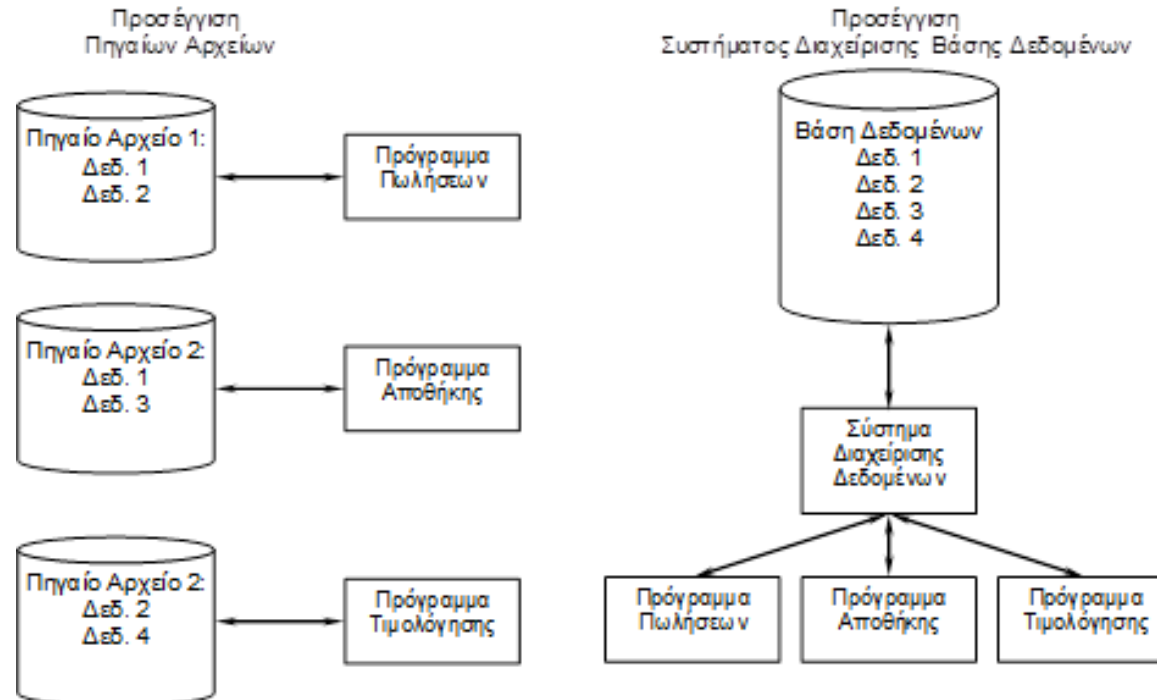 Προσέγγιση
Πηγαίων Αρχείων
Πηγαίο Αρχείο 1:
Δεδ. 1
Δεδ. 2
Πρόγραμμα
Πωλήσεων
Πηγαίο Αρχείο 2:
Δεδ. 1
Δεδ. 3
Πρόγραμμα
Αποθήκης
Πηγαίο Αρχείο 2:
Δεδ. 2
Δεδ. 4
Πρόγραμμα
Τιμολόγησης
Προσέγγιση
Συστήματος Διαχείρισης Βάσης Δεδομένων
Βάση Δεδομένων
Δεδ. 1
Δεδ. 2
Δεδ. 3
Δεδ. 4
Σύστημα
Διαχείρισης
Δεδομένων
Πρόγραμμα
Πωλήσεων
Πρόγραμμα
Αποθήκης
Πρόγραμμα
Τιμολόγησης